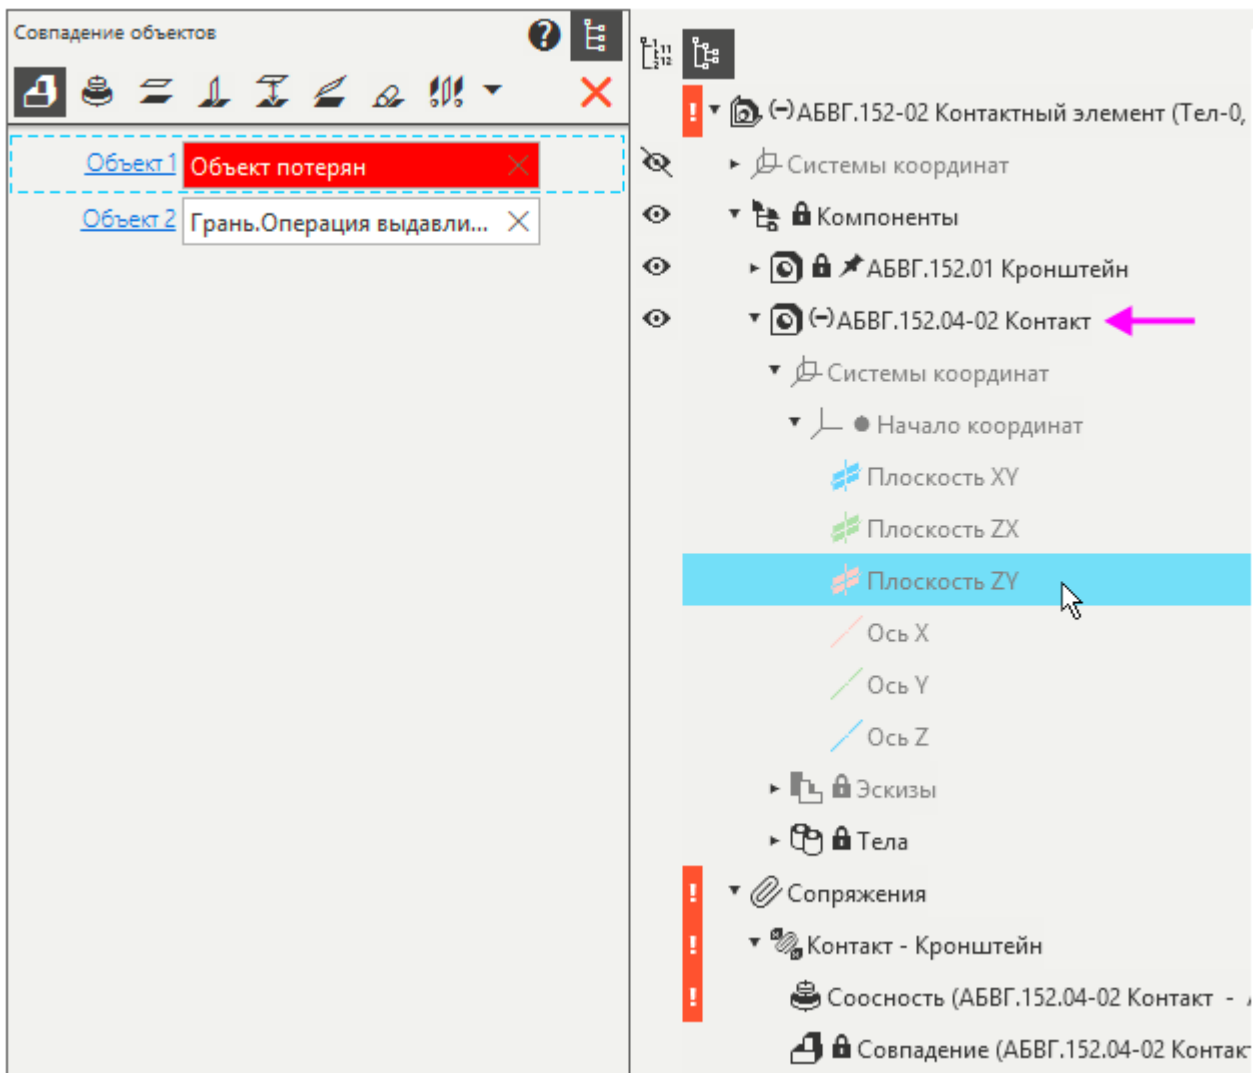 Совпадение объектов
Объект 1 Объект потерян
Объект 2 Грань.Операция выдавли...
(–)АБВГ.152-02 Контактный элемент (Тел-0,
Системы координат
Компоненты
АБВГ.152.01 Кронштейн
(–)АБВГ.152.04-02 Контакт
Системы координат
Начало координат
Плоскость XY
Плоскость ZX
Плоскость ZY
Ось X
Ось Y
Ось Z
Эскизы
Тела
Сопряжения
Контакт - Кронштейн
Соосность (АБВГ.152.04-02 Контакт -
Совпадение (АБВГ.152.04-02 Контак